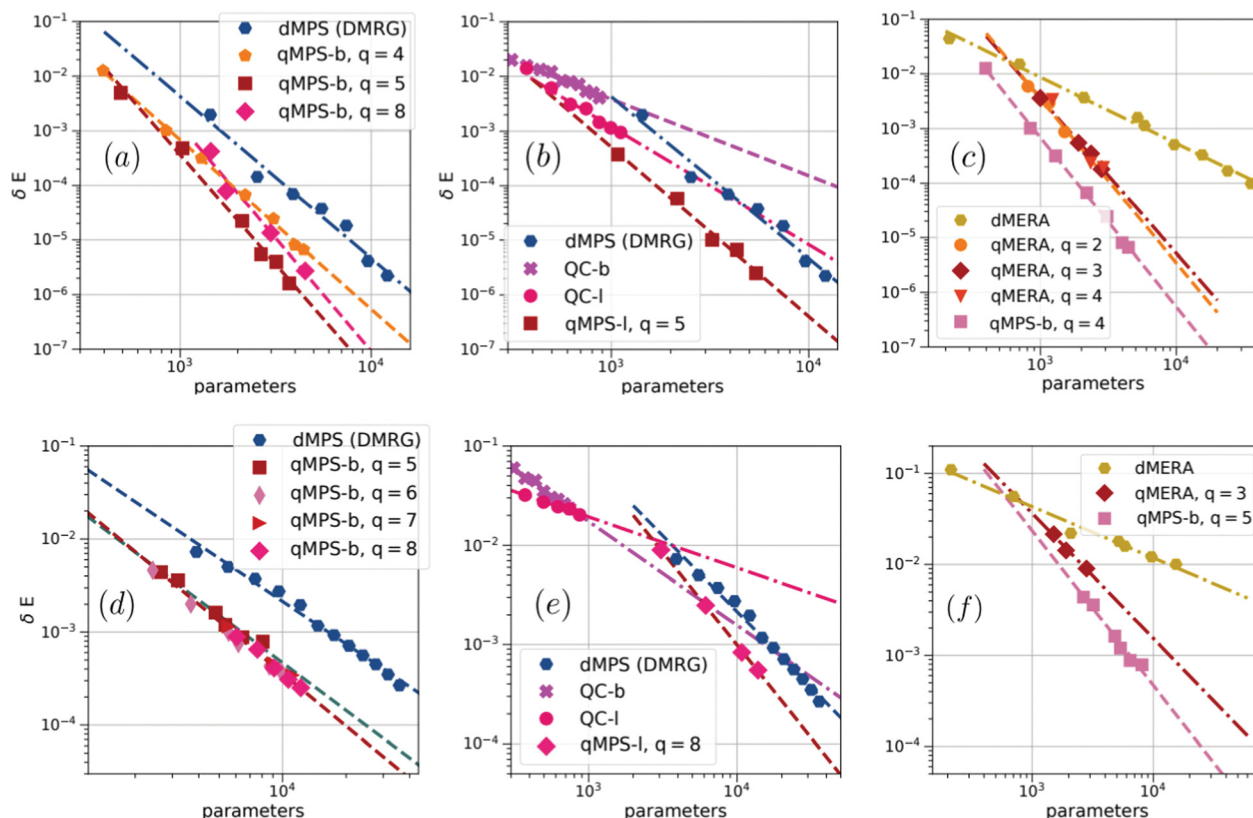 10⁻¹
10⁻²
10⁻³
10⁻⁴
10⁻⁵
10⁻⁶
10⁻⁷
δ E
(a)
dMPS (DMRG)
qMPS-b, q = 4
qMPS-b, q = 5
qMPS-b, q = 8
10³
10⁴
parameters
10⁻¹
10⁻²
10⁻³
10⁻⁴
10⁻⁵
10⁻⁶
10⁻⁷
δ E
(b)
dMPS (DMRG)
QC-b
QC-l
qMPS-l, q = 5
10³
10⁴
parameters
10⁻¹
10⁻²
10⁻³
10⁻⁴
10⁻⁵
10⁻⁶
10⁻⁷
(c)
dMERA
qMERA, q = 2
qMERA, q = 3
qMERA, q = 4
qMPS-b, q = 4
10³
10⁴
parameters
10⁻¹
10⁻²
10⁻³
10⁻⁴
δ E
(d)
dMPS (DMRG)
qMPS-b, q = 5
qMPS-b, q = 6
qMPS-b, q = 7
qMPS-b, q = 8
10⁴
parameters
10⁻¹
10⁻²
10⁻³
10⁻⁴
(e)
dMPS (DMRG)
QC-b
QC-l
qMPS-l, q = 8
10³
10⁴
parameters
10⁻¹
10⁻²
10⁻³
10⁻⁴
(f)
dMERA
qMERA, q = 3
qMPS-b, q = 5
10³
10⁴
parameters